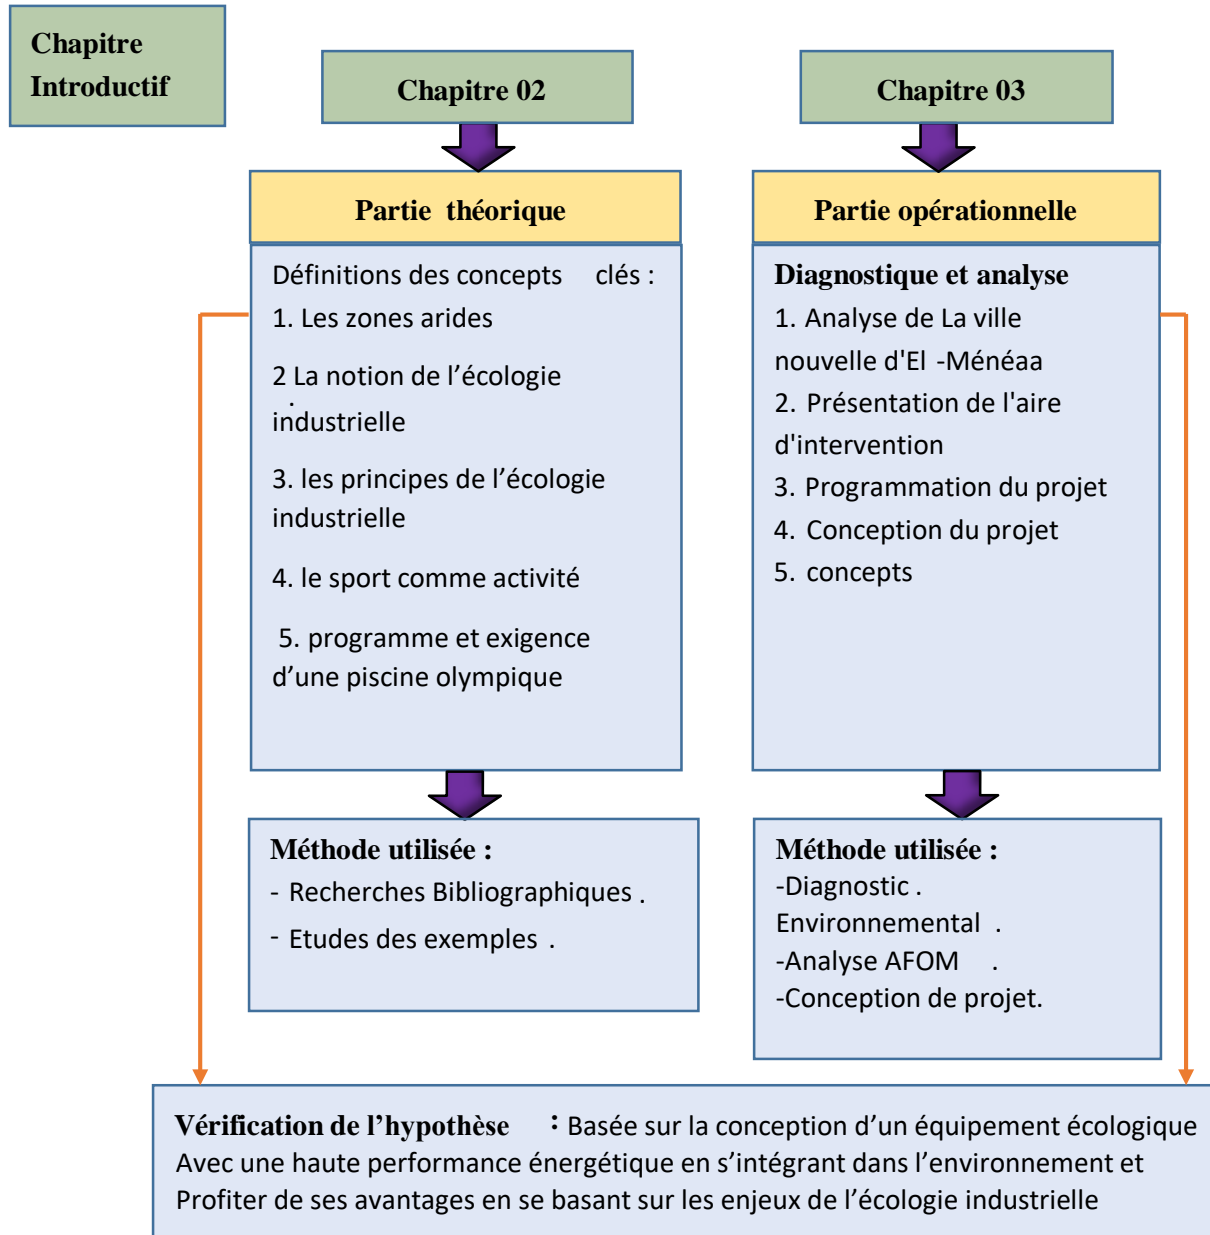 Chapitre
Introductif
Chapitre 02
Partie théorique
Définitions des concepts clés :
1. Les zones arides
2 La notion de l’écologie
.
industrielle
3. les principes de l’écologie
industrielle
4. le sport comme activité
5. programme et exigence
d’une piscine olympique
Méthode utilisée :
- Recherches Bibliographiques .
- Etudes des exemples .
Chapitre 03
Partie opérationnelle
Diagnostique et analyse
1. Analyse de La ville
nouvelle d'El -Ménéaa
2. Présentation de l'aire
d'intervention
3. Programmation du projet
4. Conception du projet
5. concepts
Méthode utilisée :
-Diagnostic .
Environnemental .
-Analyse AFOM .
-Conception de projet.
Vérification de l’hypothèse : Basée sur la conception d’un équipement écologique
Avec une haute performance énergétique en s’intégrant dans l’environnement et
Profiter de ses avantages en se basant sur les enjeux de l’écologie industrielle